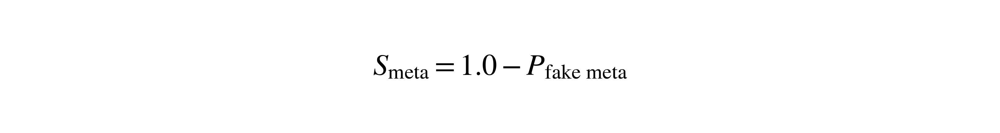 S_meta = 1.0 − P_fake meta